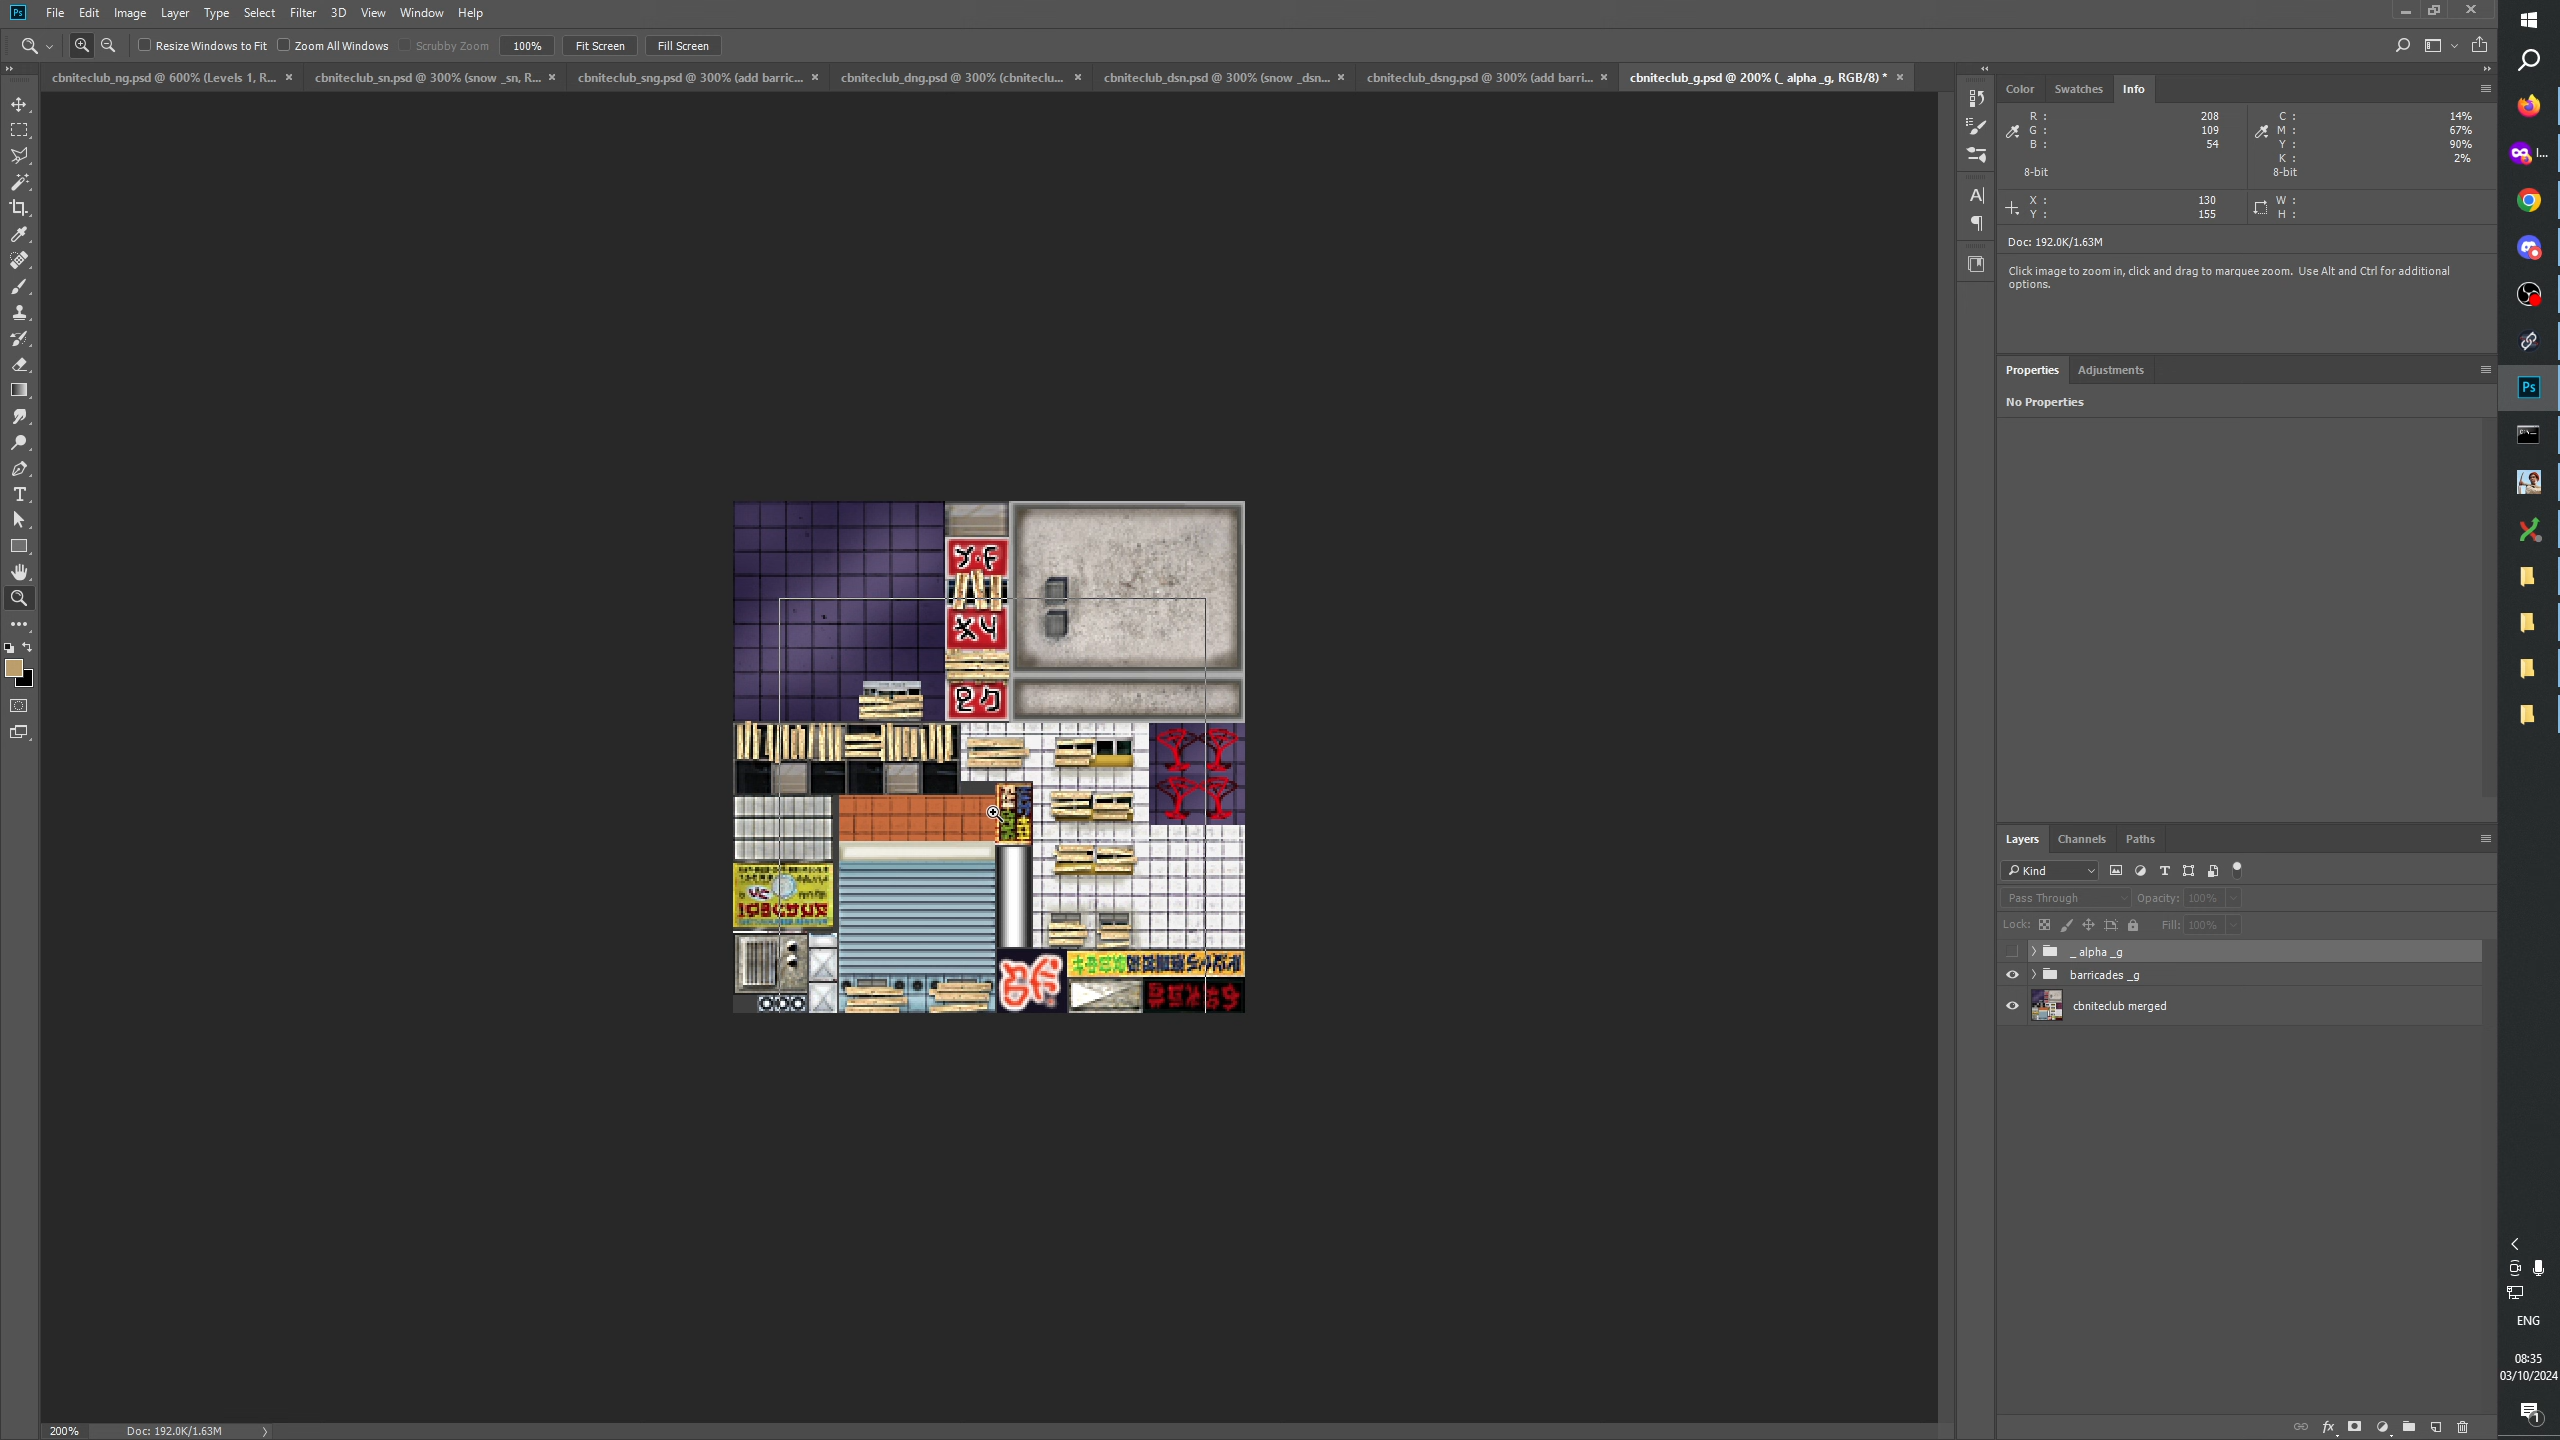 Ps File Edit Image Layer Type Select Filter 3D View Window Help
Resize Windows to Fit Zoom All Windows Scrubby Zoom 100% Fit Screen Fill Screen
cbniteclub_ng.psd @ 600% (Levels 1, R... × cbniteclub_sn.psd @ 300% (snow _sn, R... × cbniteclub_sng.psd @ 300% (add barric... × cbniteclub_dng.psd @ 300% (cbniteclu... × cbniteclub_dsn.psd @ 300% (snow _dsn... × cbniteclub_dsng.psd @ 300% (add barri... × cbniteclub_g.psd @ 200% (_ alpha _g, RGB/8) * ×
Color Swatches Info
R : 208 C : 14%
G : 109 M : 67%
B : 54 Y : 90%
K : 2%
8-bit 8-bit
X : 130 W :
Y : 155 H :
Doc: 192.0K/1.63M
Click image to zoom in, click and drag to marquee zoom. Use Alt and Ctrl for additional
options.
Properties Adjustments
No Properties
Layers Channels Paths
Kind
Pass Through Opacity: 100%
Lock: Fill: 100%
_ alpha _g
barricades _g
cbniteclub merged
200% Doc: 192.0K/1.63M
Ps
ENG
08:35
03/10/2024
1